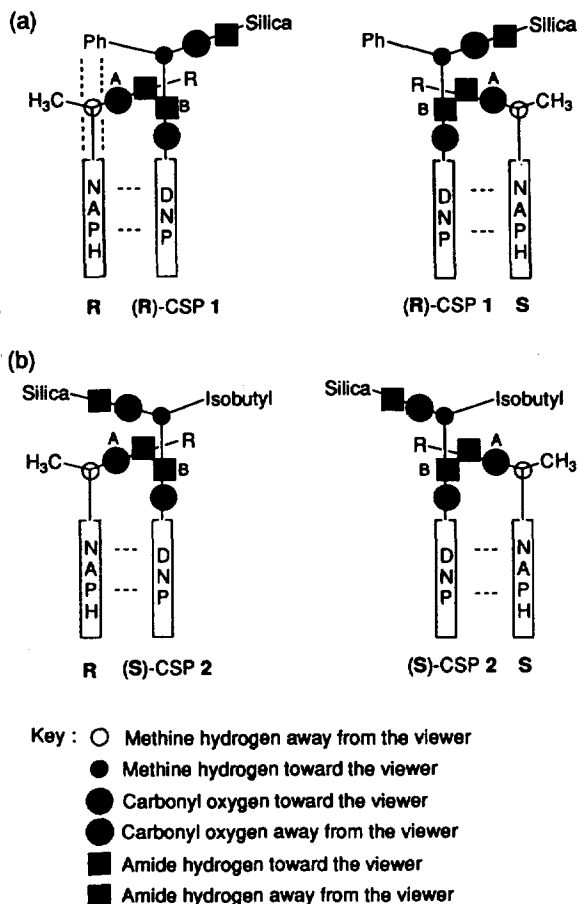 (a)
Silica
Ph
A
R
H₃C
B
NAPH
DNP
R (R)-CSP 1
Silica
Ph
A
R
CH₃
B
DNP
NAPH
(R)-CSP 1 S
(b)
Silica
Isobutyl
A
R
H₃C
B
NAPH
DNP
R (S)-CSP 2
Silica
Isobutyl
A
R
CH₃
B
DNP
NAPH
(S)-CSP 2 S
Key : Methine hydrogen away from the viewer
Methine hydrogen toward the viewer
Carbonyl oxygen toward the viewer
Carbonyl oxygen away from the viewer
Amide hydrogen toward the viewer
Amide hydrogen away from the viewer